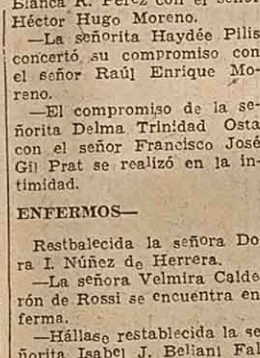 Blanca R. Pérez con el señor
Héctor Hugo Moreno.
—La señorita Haydée Pilis
concertó su compromiso con
el señor Raúl Enrique Mo-
reno.
—El compromiso de la se-
ñorita Delma Trinidad Osta
con el señor Francisco José
Gil Prat se realizó en la in-
timidad.
ENFERMOS—
Restbalecida la señora Do
ra I. Núñez de Herrera.
—La señora Velmira Calde
rón de Rossi se encuentra en
ferma.
—Hállase restablecida la se
ñorita Isabel J. Beliani Fal